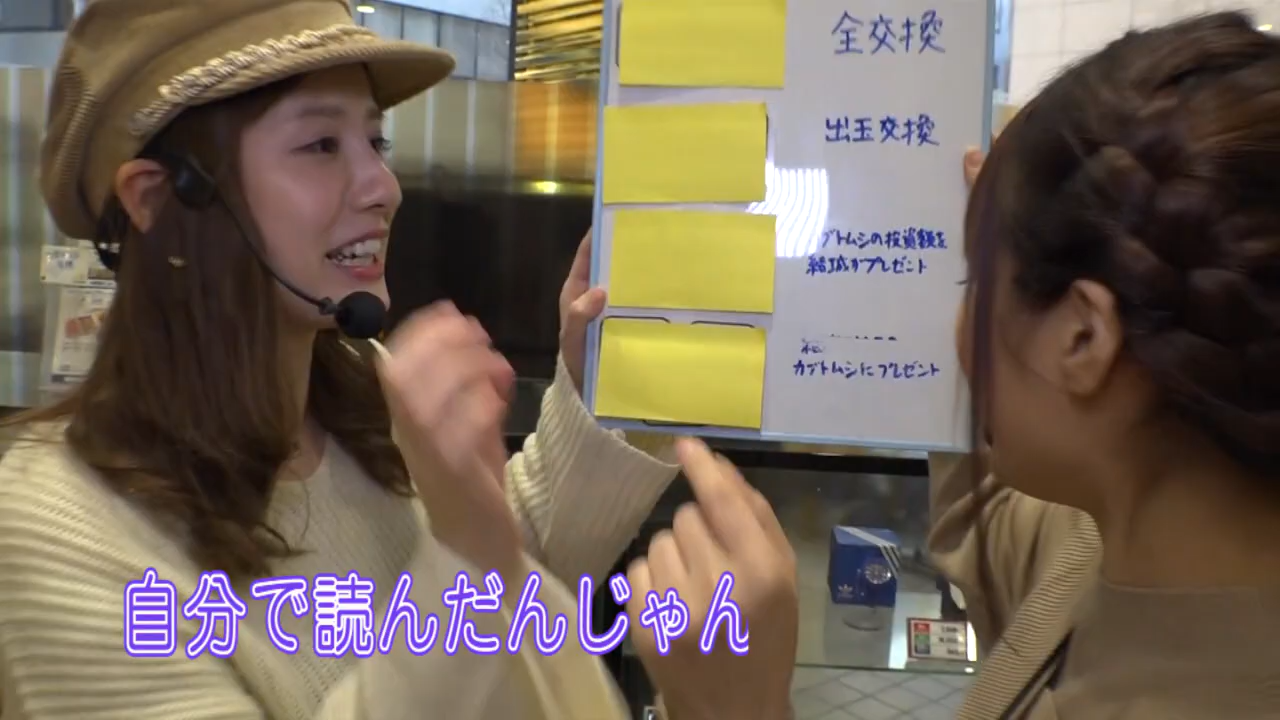 全交換
出玉交換
ブトムシの投資額を
結城がプレゼント
カブトムシにプレゼント
自分で読んだんじゃん